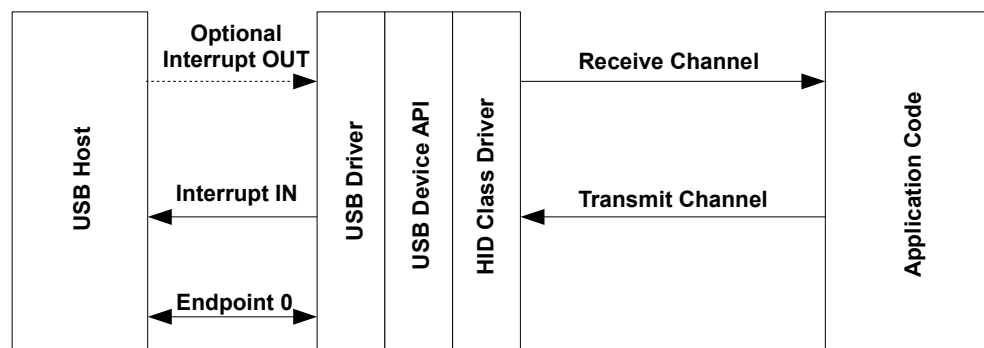 USB Host
Optional
Interrupt OUT
Interrupt IN
Endpoint 0
USB Driver
USB Device API
HID Class Driver
Receive Channel
Transmit Channel
Application Code